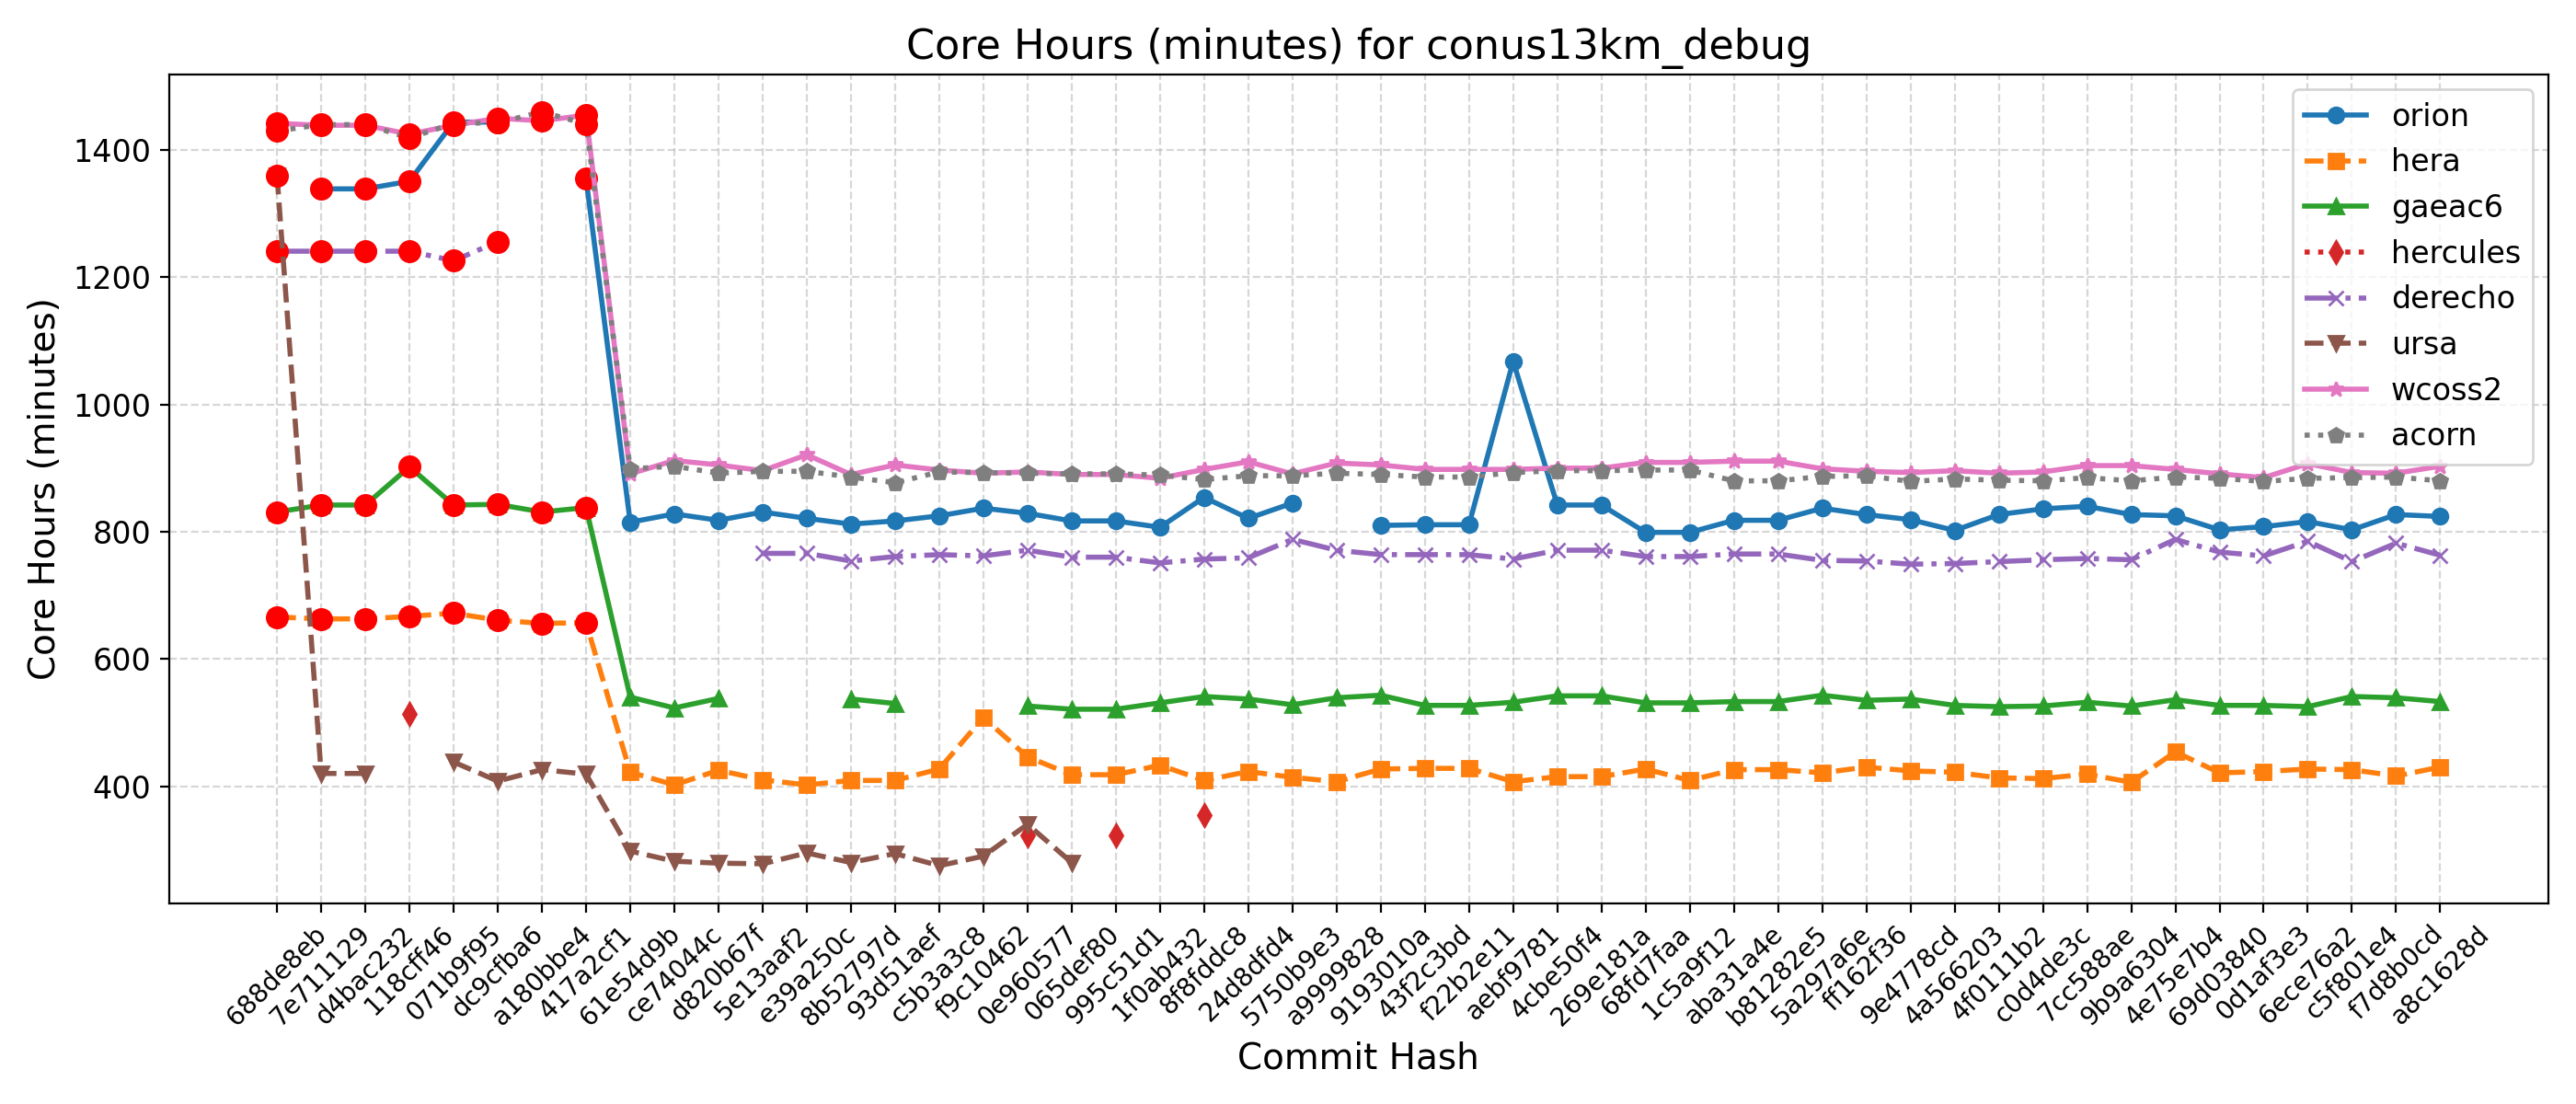 Core Hours (minutes) for conus13km_debug
Core Hours (minutes)
1400
1200
1000
800
600
400
orion
hera
gaeac6
hercules
derecho
ursa
wcoss2
acorn
688de8eb
7e711129
d4bac232
118cff46
071b9f95
dc9cfba6
a180bbe4
417a2cf1
61e54d9b
ce74044c
d820b67f
5e13aaf2
e39a250c
8b52797d
93d51aef
c5b3a3c8
f9c10462
0e960577
065def80
995c51d1
1f0ab432
8f8fddc8
24d8dfd4
5750b9e3
a9999828
9193010a
43f2c3bd
f22b2e11
aebf9781
4cbe50f4
269e181a
68fd7faa
1c5a9f12
aba31a4e
b81282e5
5a297a6e
ff162f36
9e4778cd
4a566203
4f0111b2
c0d4de3c
7cc588ae
9b9a6304
4e75e7b4
69d03840
0d1af3e3
6ece76a2
c5f801e4
f7d8b0cd
a8c1628d
Commit Hash